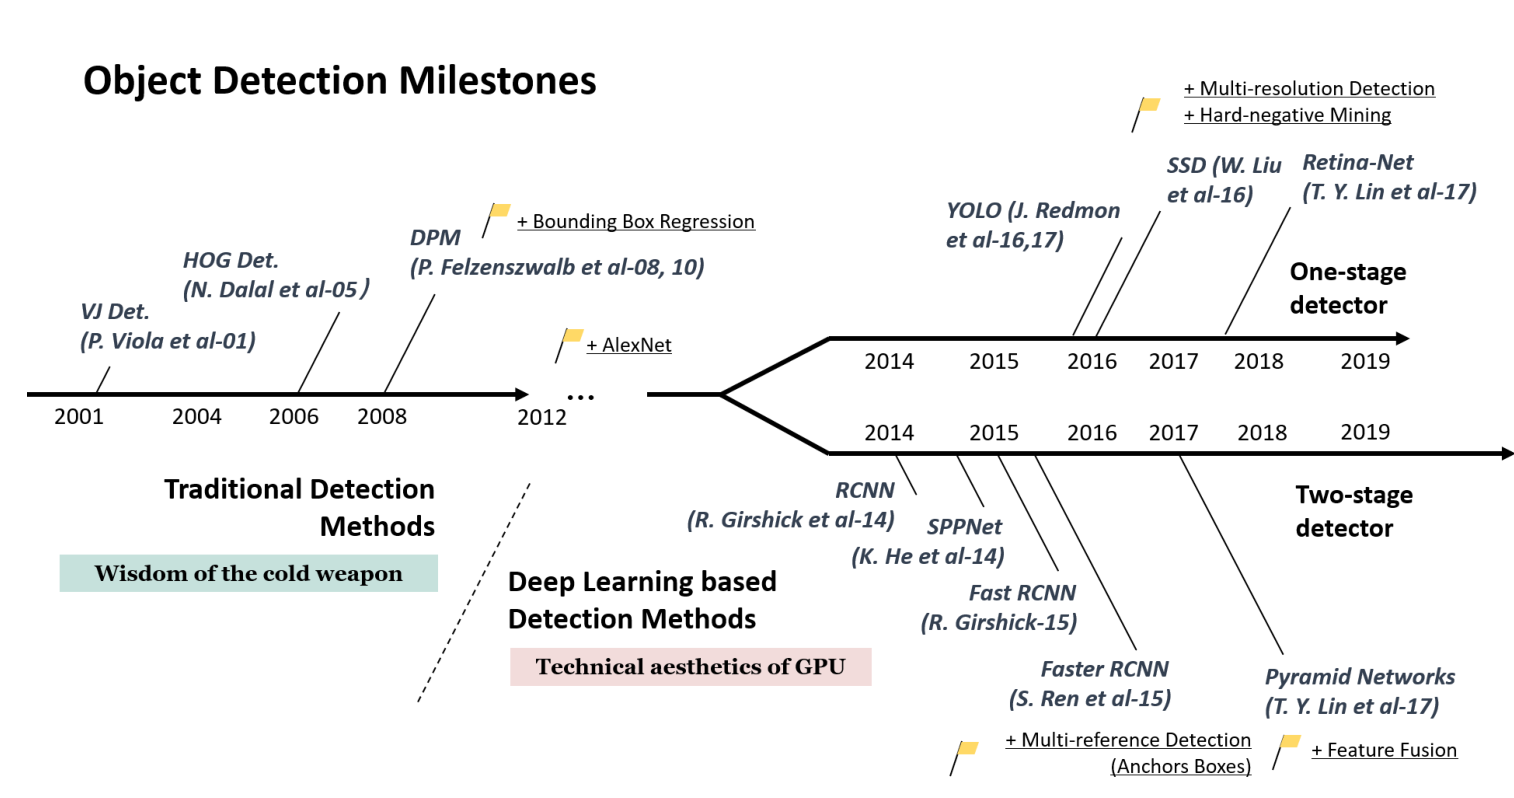 Object Detection Milestones
+ Multi-resolution Detection
+ Hard-negative Mining
SSD (W. Liu
et al-16)
Retina-Net
(T. Y. Lin et al-17)
YOLO (J. Redmon
et al-16,17)
+ Bounding Box Regression
DPM
(P. Felzenszwalb et al-08, 10)
HOG Det.
(N. Dalal et al-05)
VJ Det.
(P. Viola et al-01)
One-stage
detector
+ AlexNet
2014 2015 2016 2017 2018 2019
2001 2004 2006 2008 2012 ...
2014 2015 2016 2017 2018 2019
Traditional Detection
Methods
Wisdom of the cold weapon
RCNN
(R. Girshick et al-14)
SPPNet
(K. He et al-14)
Two-stage
detector
Deep Learning based
Detection Methods
Technical aesthetics of GPU
Fast RCNN
(R. Girshick-15)
Faster RCNN
(S. Ren et al-15)
Pyramid Networks
(T. Y. Lin et al-17)
+ Multi-reference Detection
(Anchors Boxes)
+ Feature Fusion